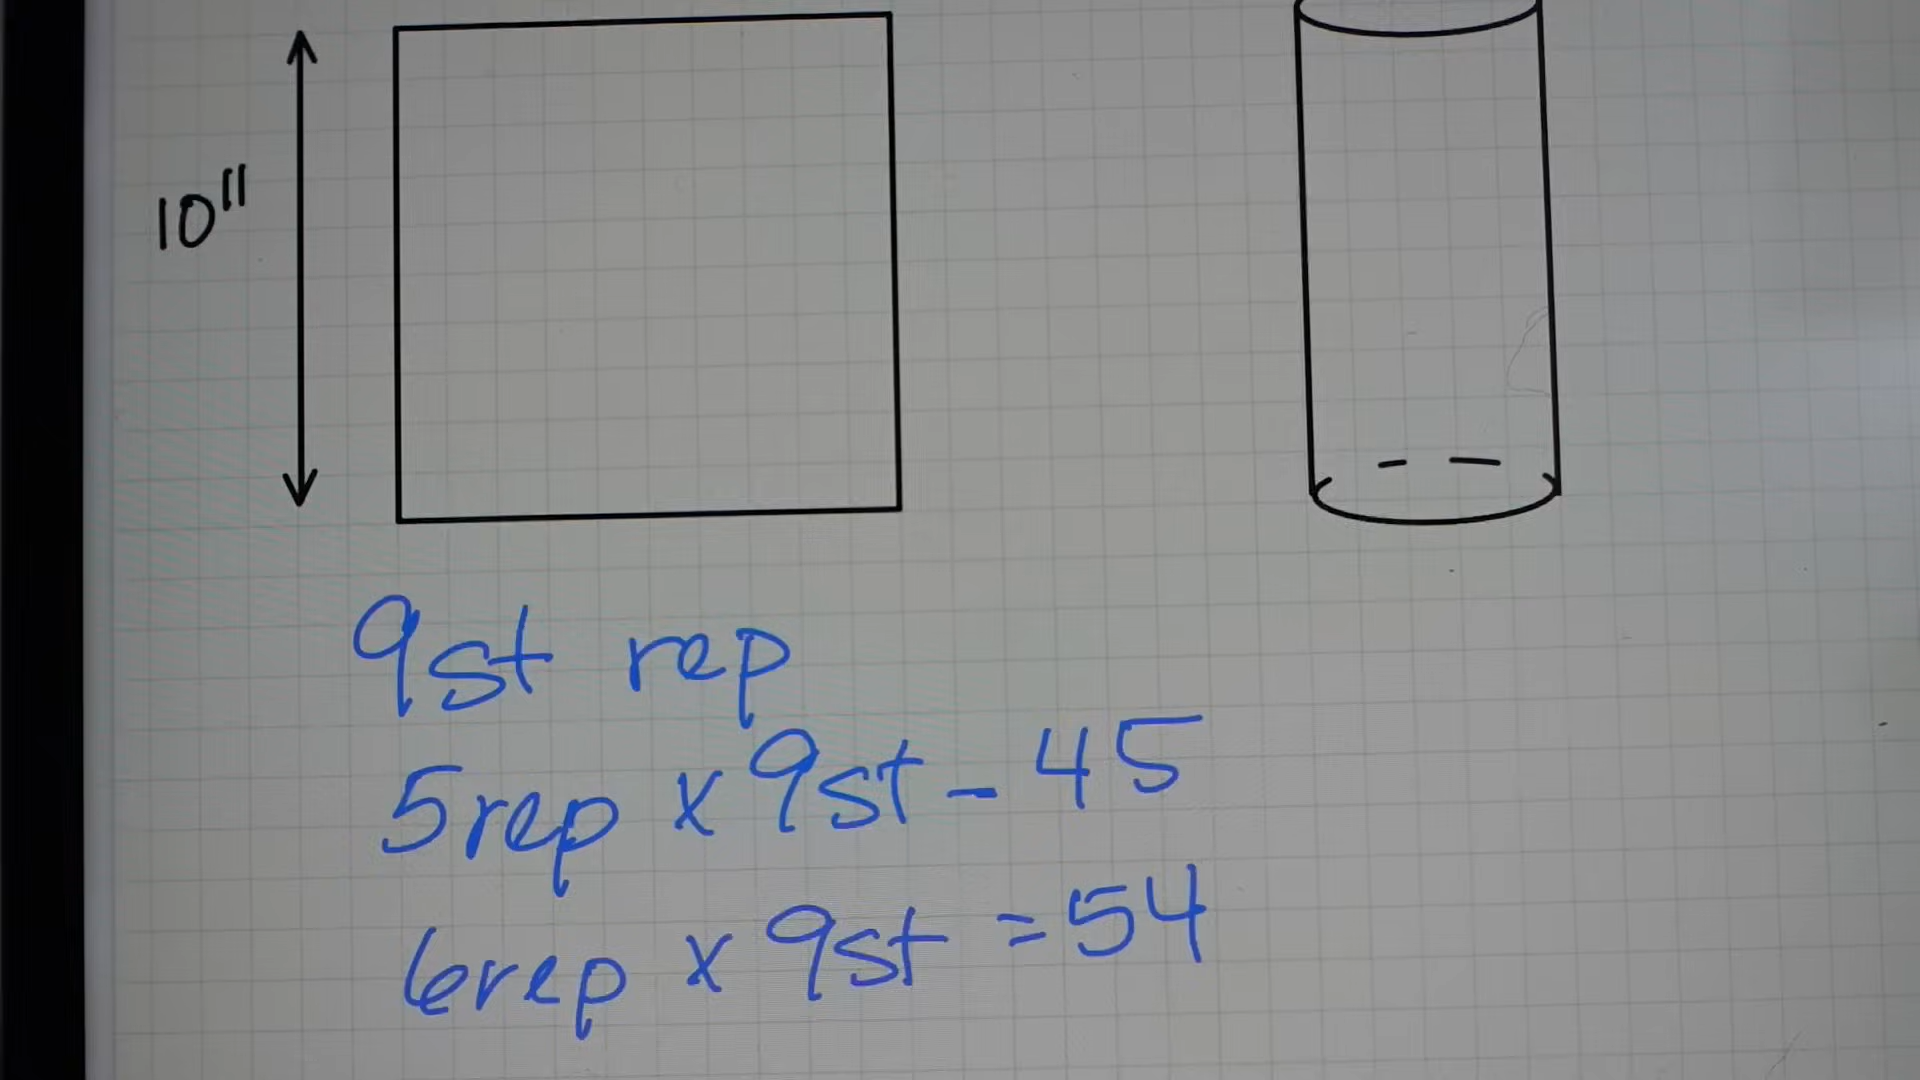 10"
9st rep
5rep x 9st - 45
6rep x 9st = 54